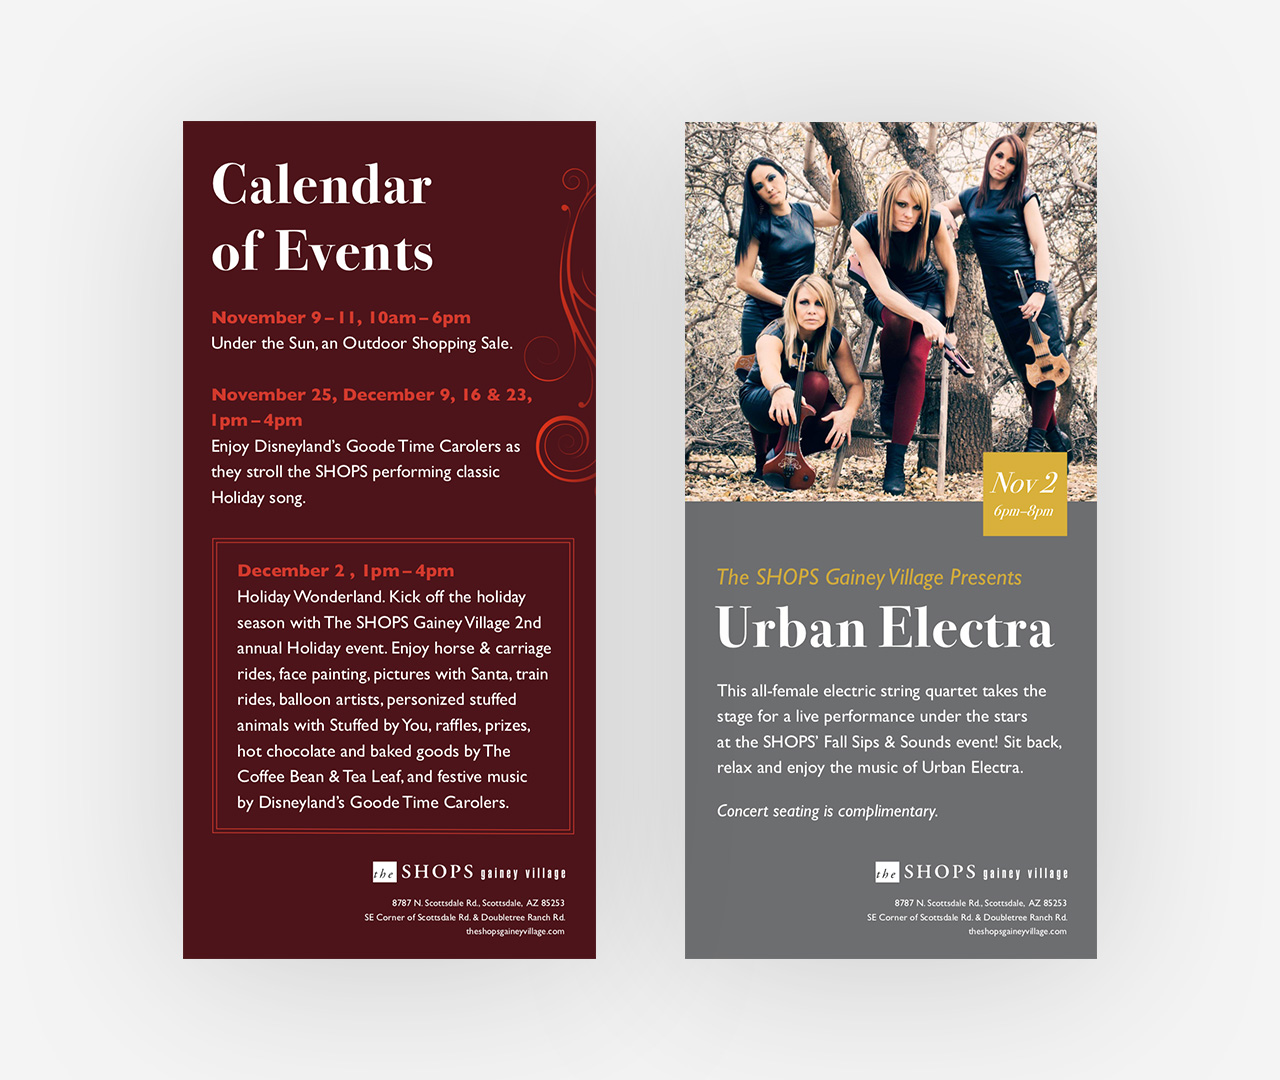 Calendar
of Events
November 9 – 11, 10am – 6pm
Under the Sun, an Outdoor Shopping Sale.
November 25, December 9, 16 & 23,
1pm – 4pm
Enjoy Disneyland's Goode Time Carolers as
they stroll the SHOPS performing classic
Holiday song.
December 2 , 1pm – 4pm
Holiday Wonderland. Kick off the holiday
season with The SHOPS Gainey Village 2nd
annual Holiday event. Enjoy horse & carriage
rides, face painting, pictures with Santa, train
rides, balloon artists, personized stuffed
animals with Stuffed by You, raffles, prizes,
hot chocolate and baked goods by The
Coffee Bean & Tea Leaf, and festive music
by Disneyland's Goode Time Carolers.
the SHOPS gainey village
8787 N. Scottsdale Rd., Scottsdale, AZ 85253
SE Corner of Scottsdale Rd. & Doubletree Ranch Rd.
theshopsgaineyvillage.com
Nov 2
6pm–8pm
The SHOPS Gainey Village Presents
Urban Electra
This all-female electric string quartet takes the
stage for a live performance under the stars
at the SHOPS' Fall Sips & Sounds event! Sit back,
relax and enjoy the music of Urban Electra.
Concert seating is complimentary.
the SHOPS gainey village
8787 N. Scottsdale Rd., Scottsdale, AZ 85253
SE Corner of Scottsdale Rd. & Doubletree Ranch Rd.
theshopsgaineyvillage.com